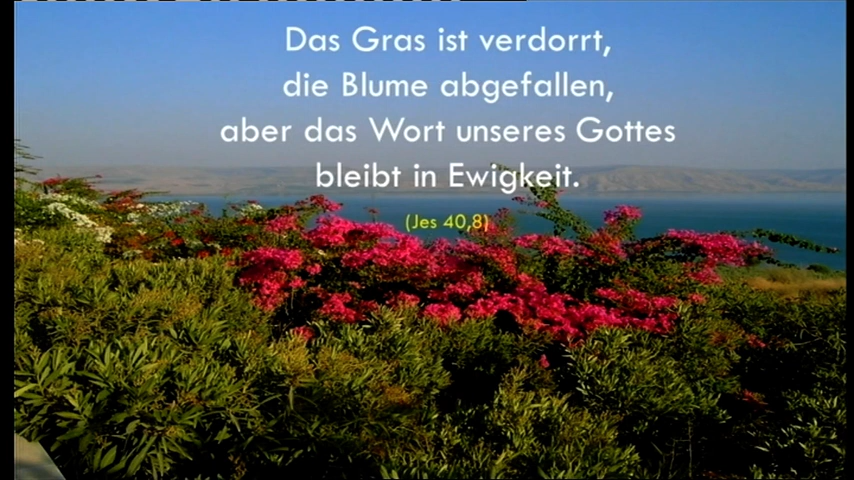 Das Gras ist verdorrt,
die Blume abgefallen,
aber das Wort unseres Gottes
bleibt in Ewigkeit.
(Jes 40,8)